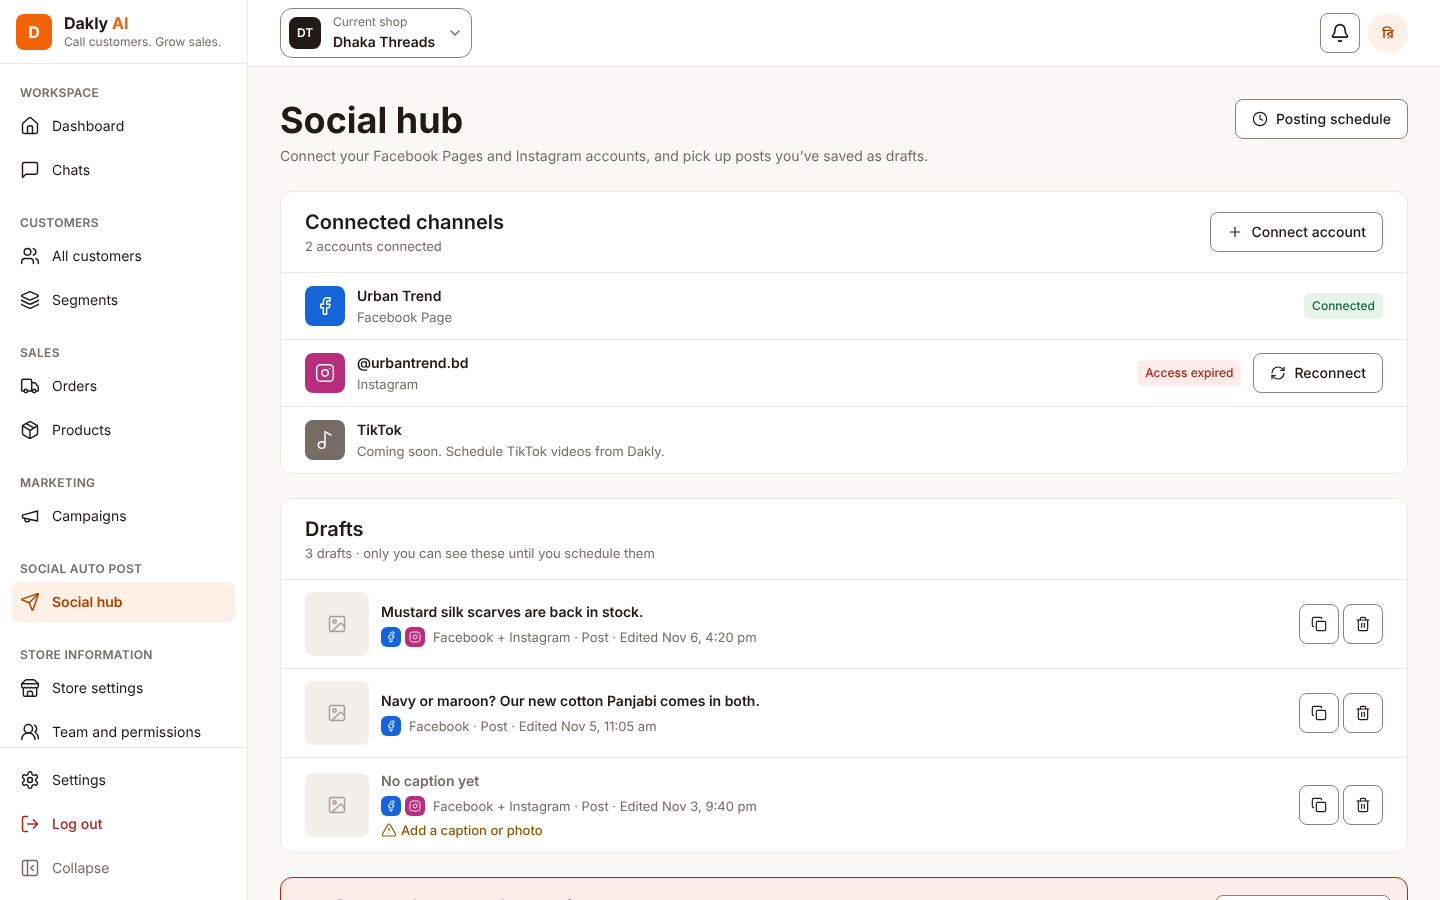 D
Dakly AI
Call customers. Grow sales.
DT
Current shop
Dhaka Threads
রি
WORKSPACE
Dashboard
Chats
CUSTOMERS
All customers
Segments
SALES
Orders
Products
MARKETING
Campaigns
SOCIAL AUTO POST
Social hub
STORE INFORMATION
Store settings
Team and permissions
Settings
Log out
Collapse
Social hub
Connect your Facebook Pages and Instagram accounts, and pick up posts you’ve saved as drafts.
Posting schedule
Connected channels
2 accounts connected
Connect account
Urban Trend
Facebook Page
Connected
@urbantrend.bd
Instagram
Access expired
Reconnect
TikTok
Coming soon. Schedule TikTok videos from Dakly.
Drafts
3 drafts · only you can see these until you schedule them
Mustard silk scarves are back in stock.
Facebook + Instagram · Post · Edited Nov 6, 4:20 pm
Navy or maroon? Our new cotton Panjabi comes in both.
Facebook · Post · Edited Nov 5, 11:05 am
No caption yet
Facebook + Instagram · Post · Edited Nov 3, 9:40 pm
Add a caption or photo